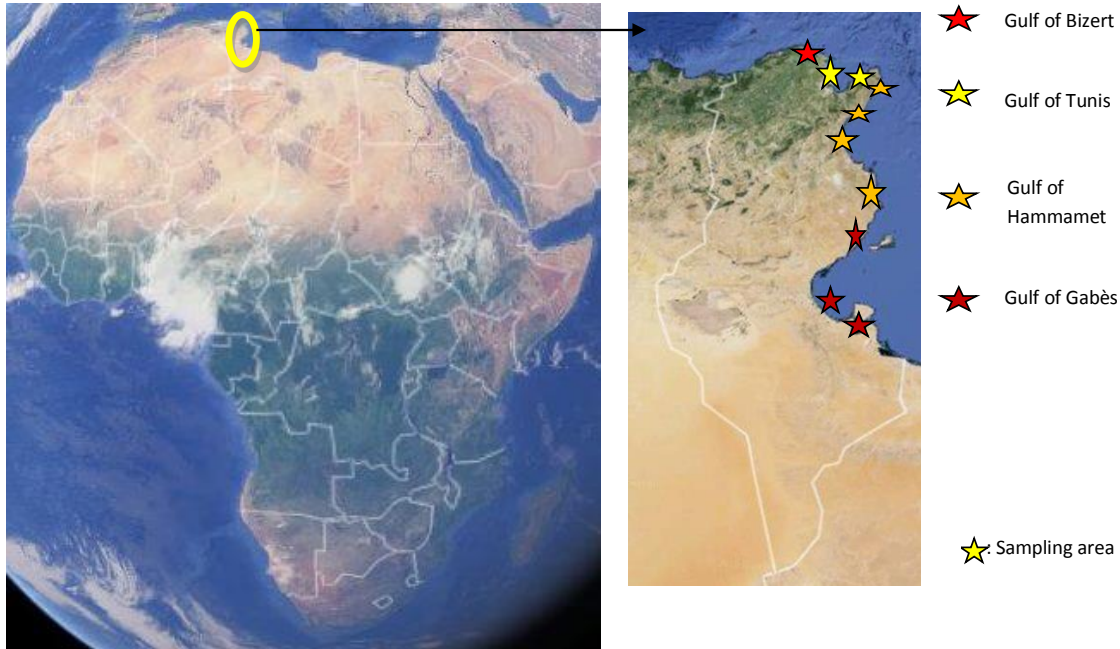 Gulf of Bizert
Gulf of Tunis
Gulf of
Hammamet
Gulf of Gabès
: Sampling area